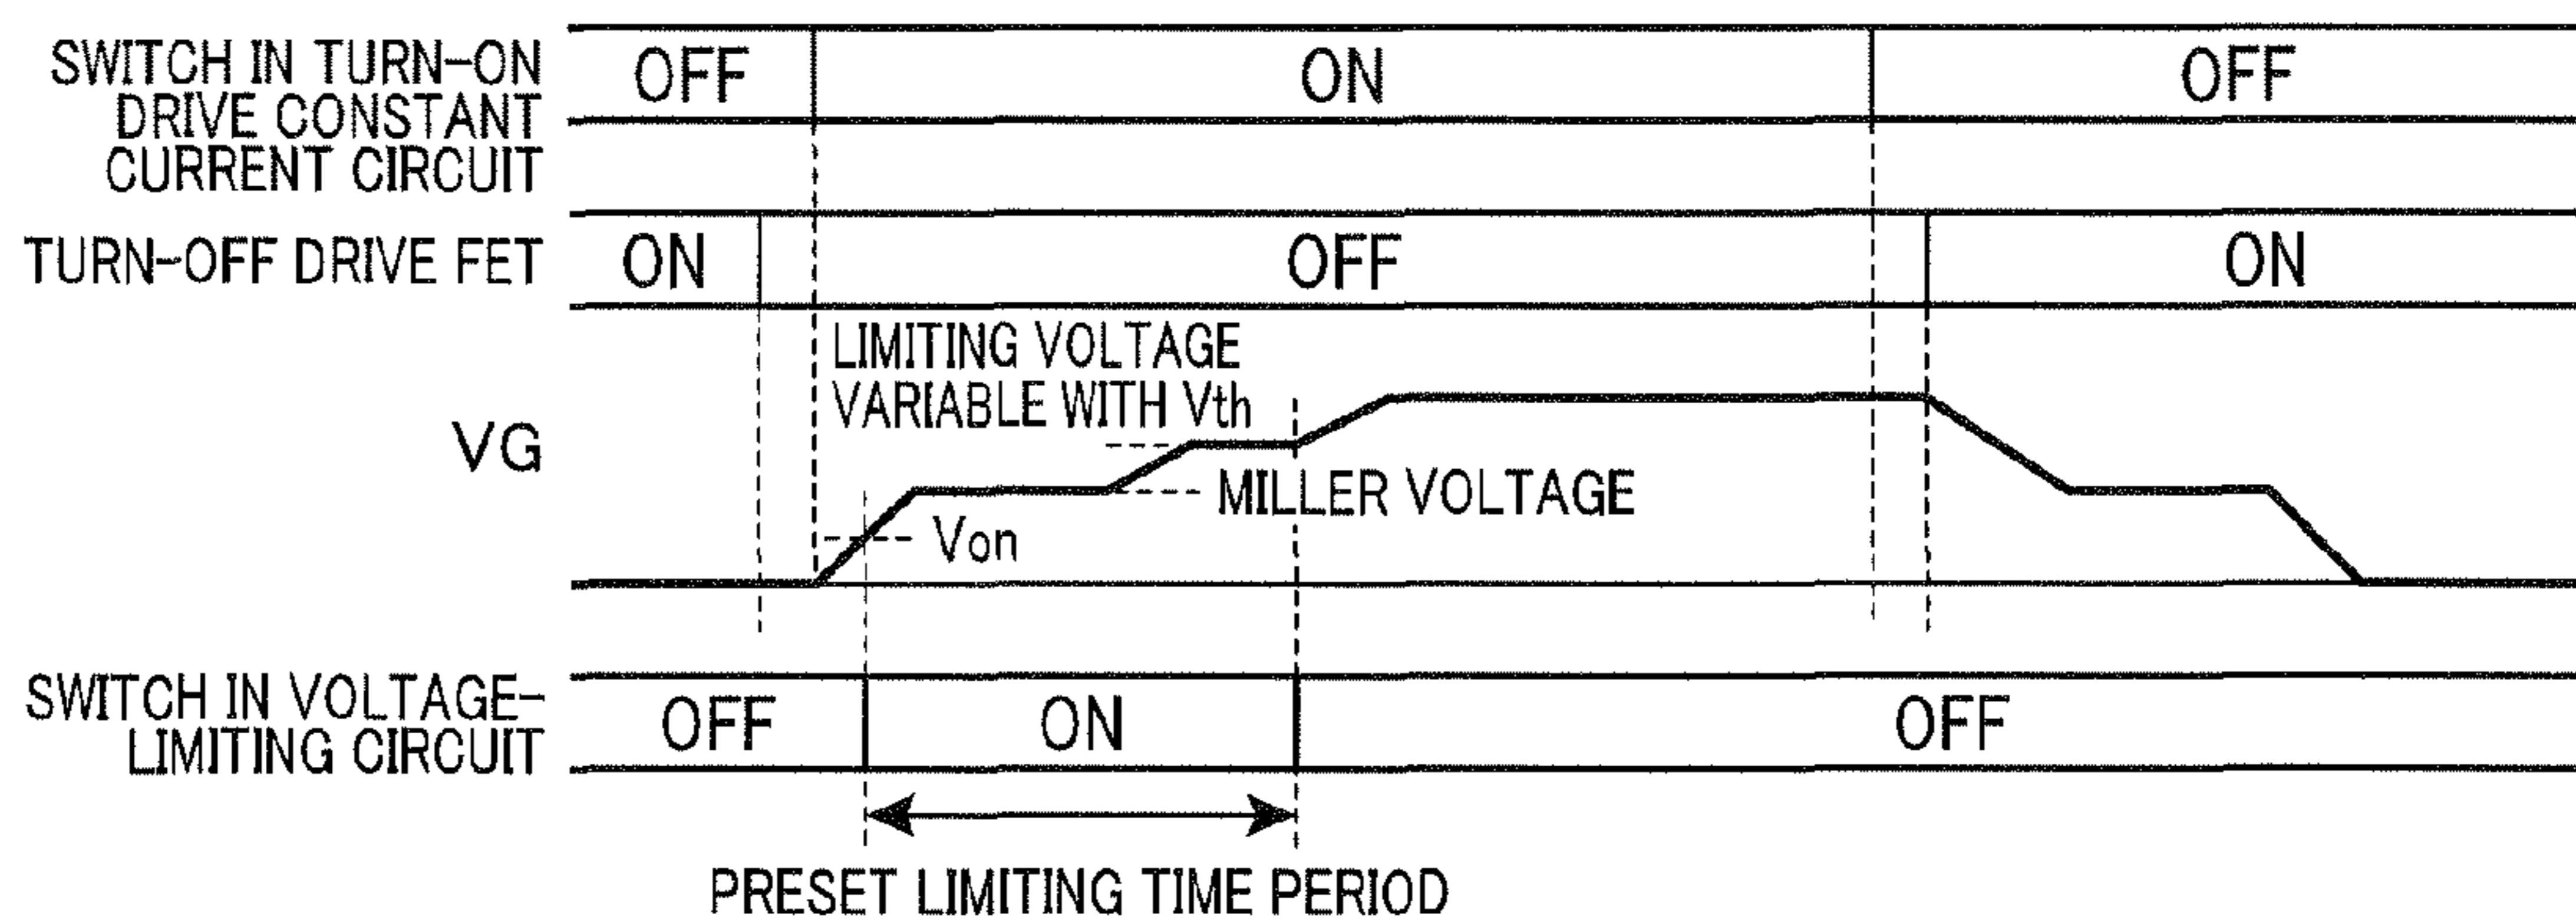 SWITCH IN TURN-ON
DRIVE CONSTANT
CURRENT CIRCUIT
OFF
ON
OFF
TURN-OFF DRIVE FET
ON
OFF
ON
LIMITING VOLTAGE
VARIABLE WITH Vth
VG
MILLER VOLTAGE
Von
SWITCH IN VOLTAGE-
LIMITING CIRCUIT
OFF
ON
OFF
PRESET LIMITING TIME PERIOD